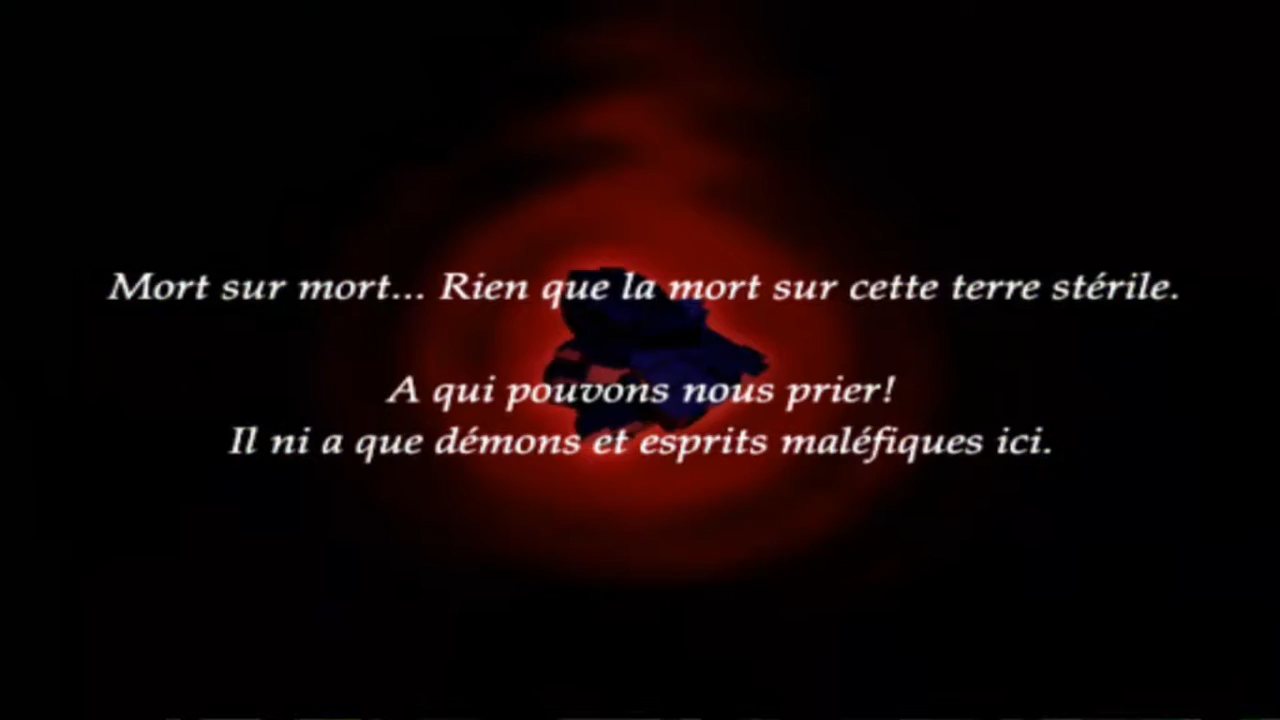 Mort sur mort... Rien que la mort sur cette terre stérile.
A qui pouvons nous prier!
Il ni a que démons et esprits maléfiques ici.